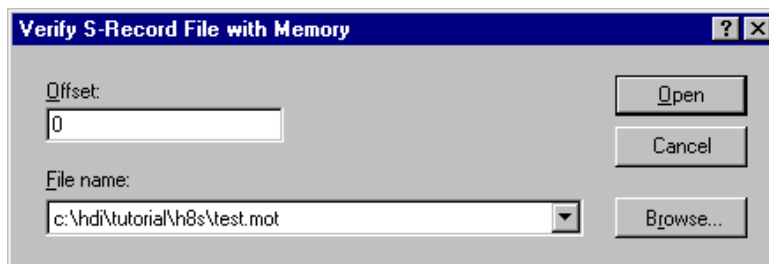 Verify S-Record File with Memory
Offset:
0
Open
Cancel
File name:
c:\hdi\tutorial\h8s\test.mot
Browse...